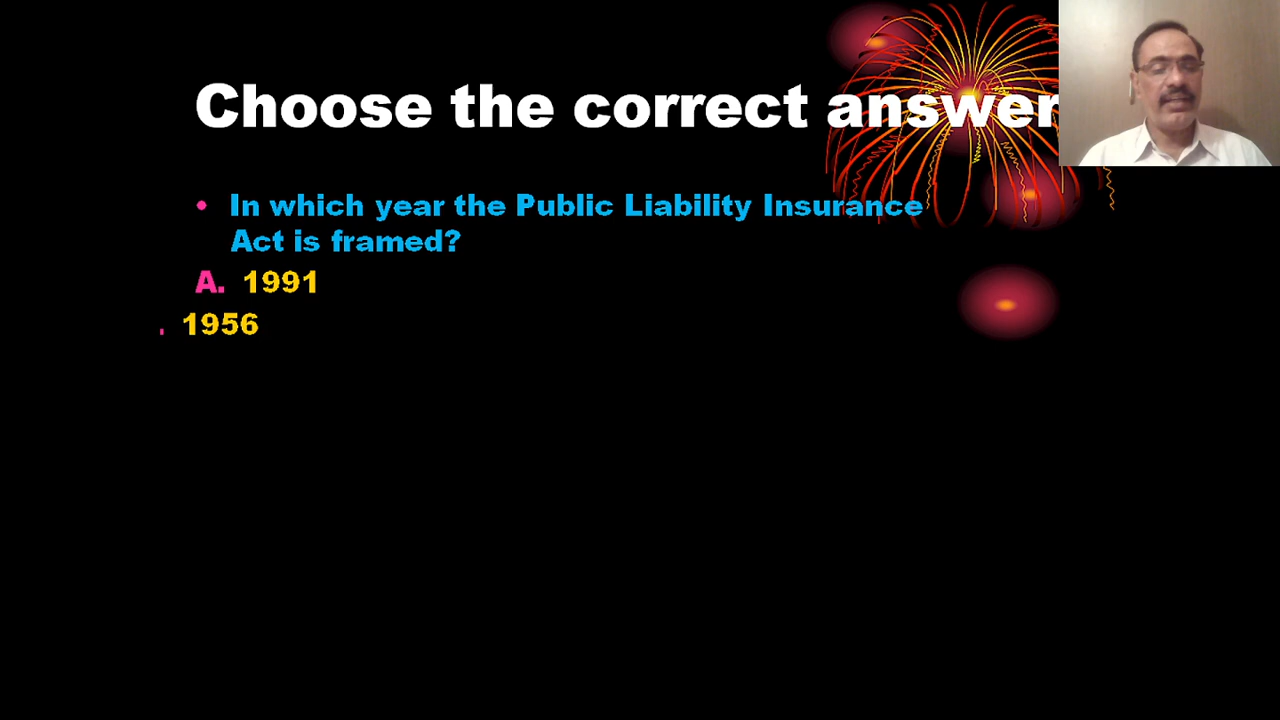 Choose the correct answer
• In which year the Public Liability Insurance
Act is framed?
A. 1991
. 1956